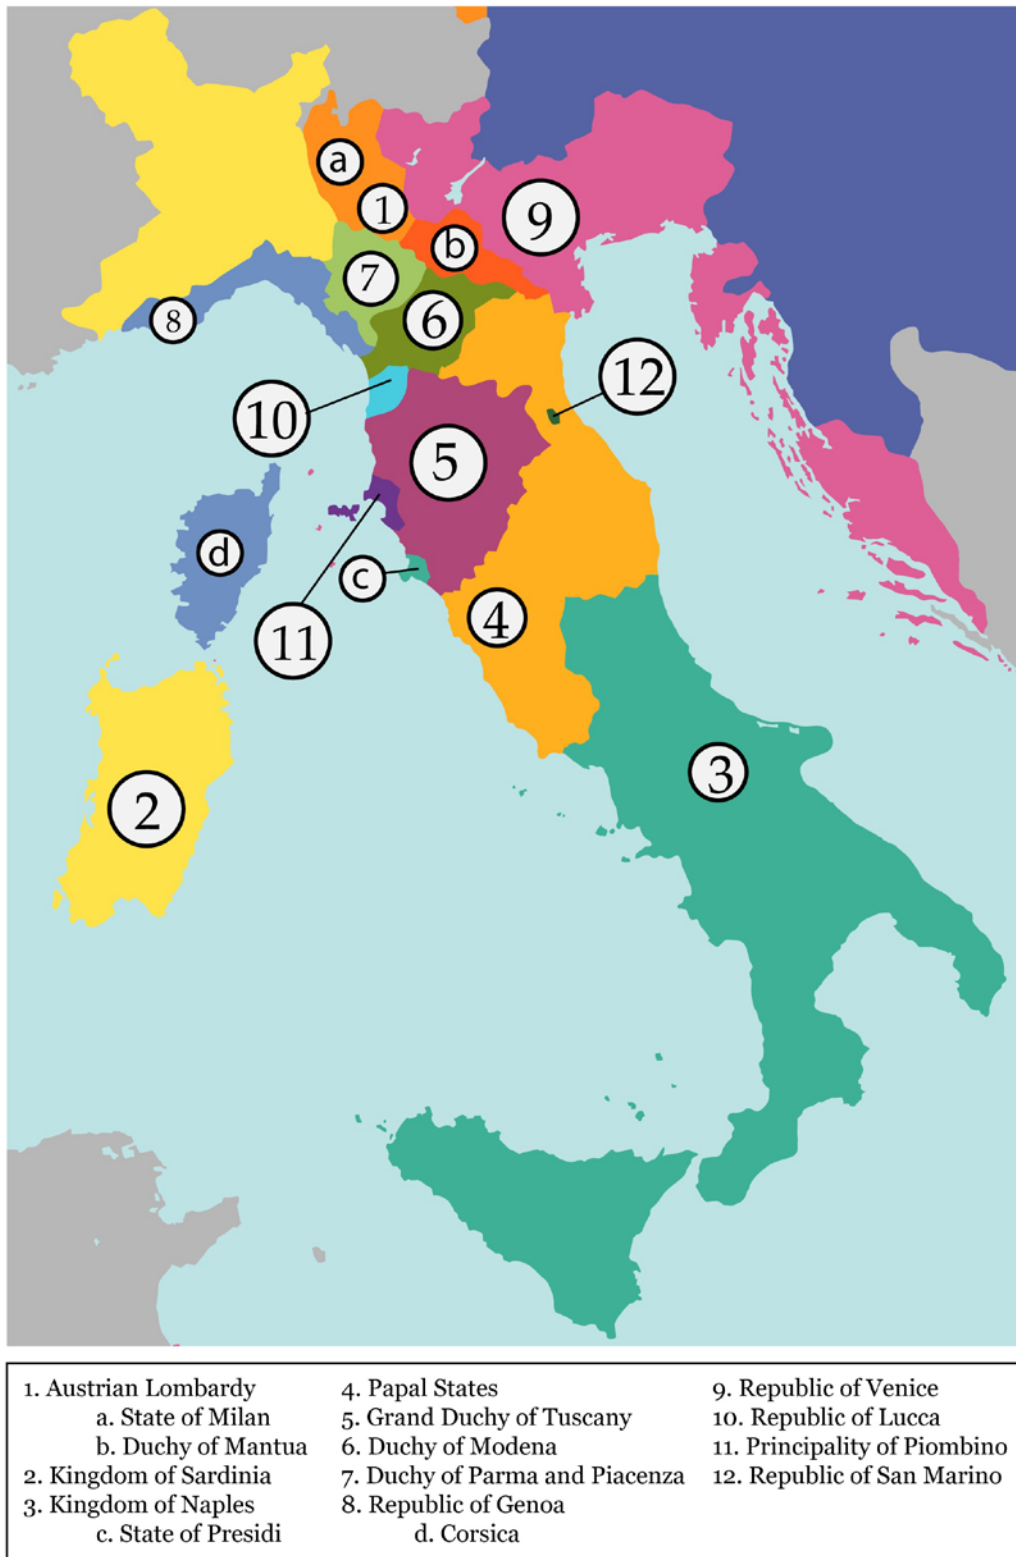 a
1
b
9
7
6
8
12
10
5
d
c
11
4
2
3
1. Austrian Lombardy
a. State of Milan
b. Duchy of Mantua
2. Kingdom of Sardinia
3. Kingdom of Naples
c. State of Presidi
4. Papal States
5. Grand Duchy of Tuscany
6. Duchy of Modena
7. Duchy of Parma and Piacenza
8. Republic of Genoa
d. Corsica
9. Republic of Venice
10. Republic of Lucca
11. Principality of Piombino
12. Republic of San Marino